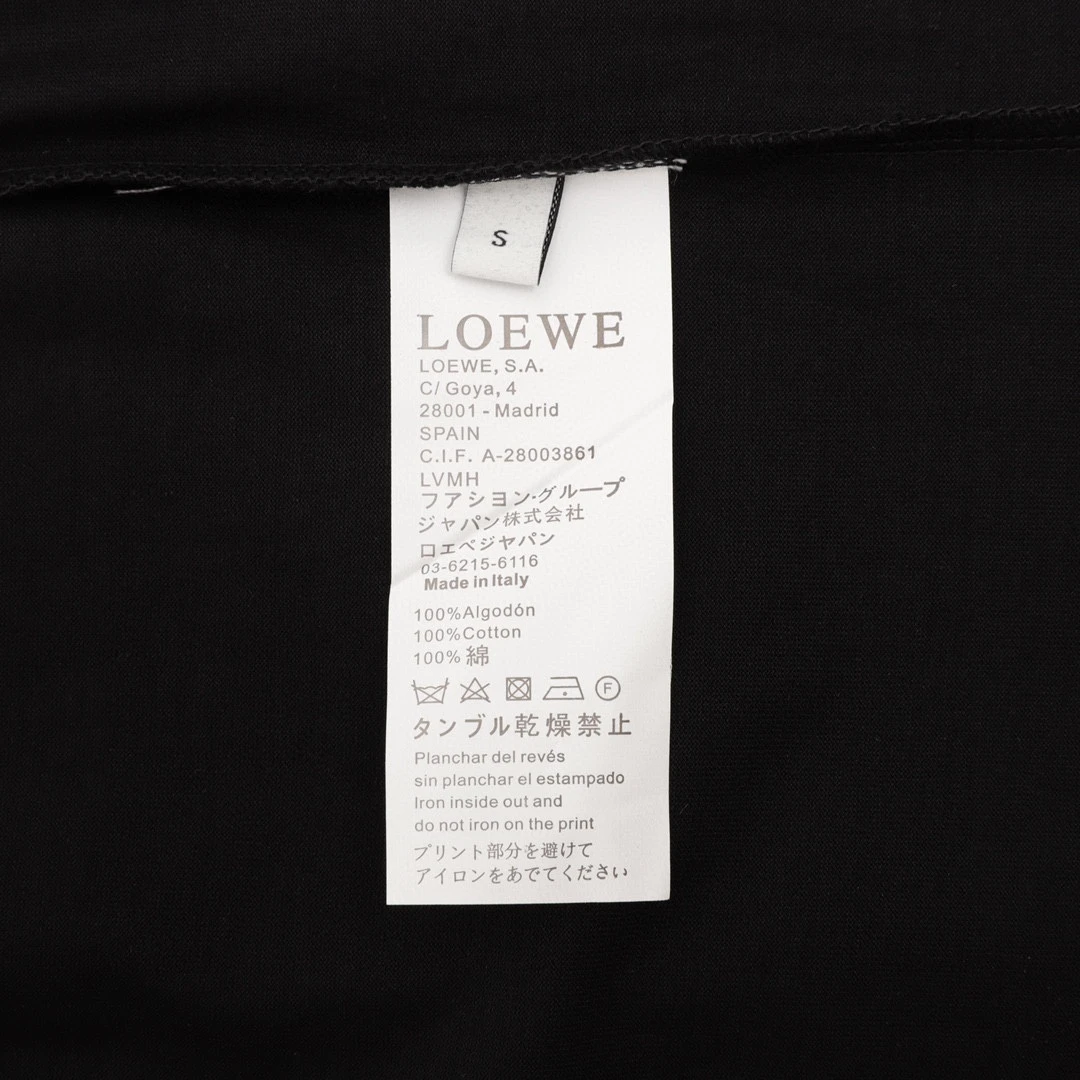 S
LOEWE
LOEWE, S.A.
C/ Goya, 4
28001 - Madrid
SPAIN
C.I.F. A-28003861
LVMH
フアシヨン·グループ
ジャパン株式会社
ロエベジャパン
03-6215-6116
Made in Italy
100%Algodón
100%Cotton
100% 綿
F
タンブル乾燥禁止
Planchar del revés
sin planchar el estampado
Iron inside out and
do not iron on the print
プリント部分を避けて
アイロンをあでてください